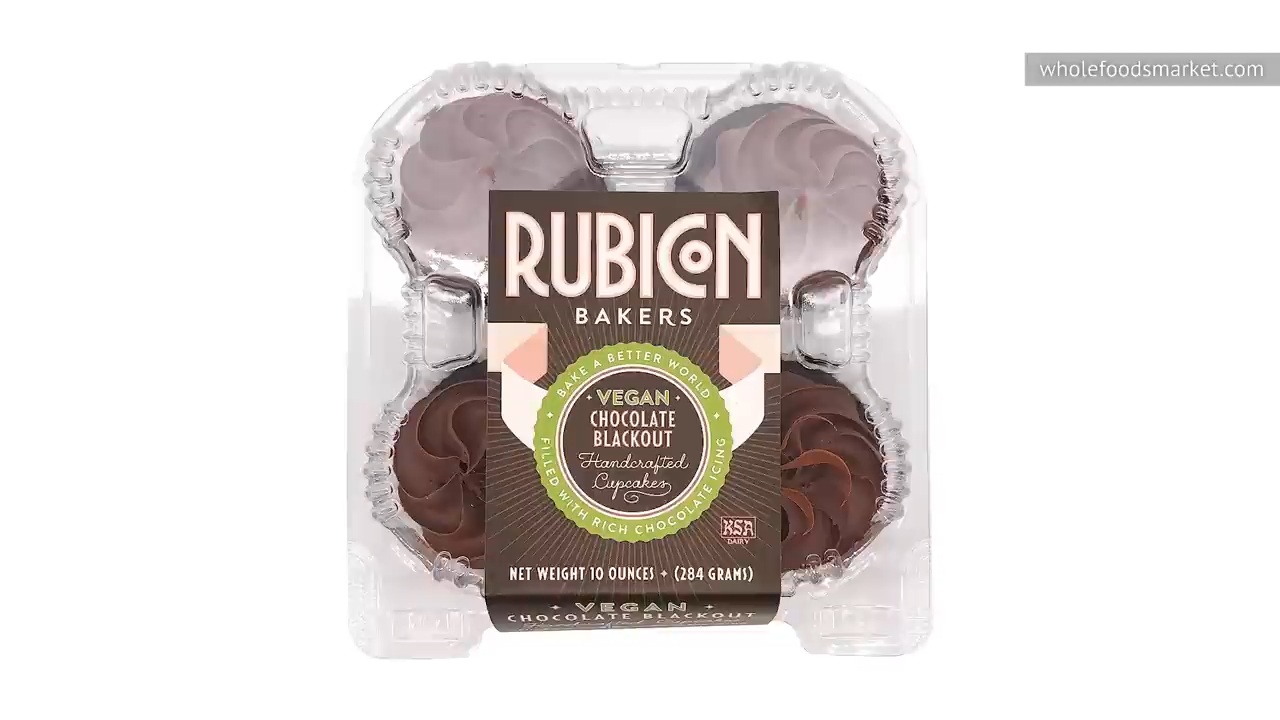 wholefoodsmarket.com
RUBICON
BAKERS
BAKE A BETTER WORLD
VEGAN
CHOCOLATE
BLACKOUT
Handcrafted
Cupcakes
FILLED WITH RICH CHOCOLATE ICING
KSA
DAIRY
NET WEIGHT 10 OUNCES + (284 GRAMS)
VEGAN
CHOCOLATE BLACKOUT